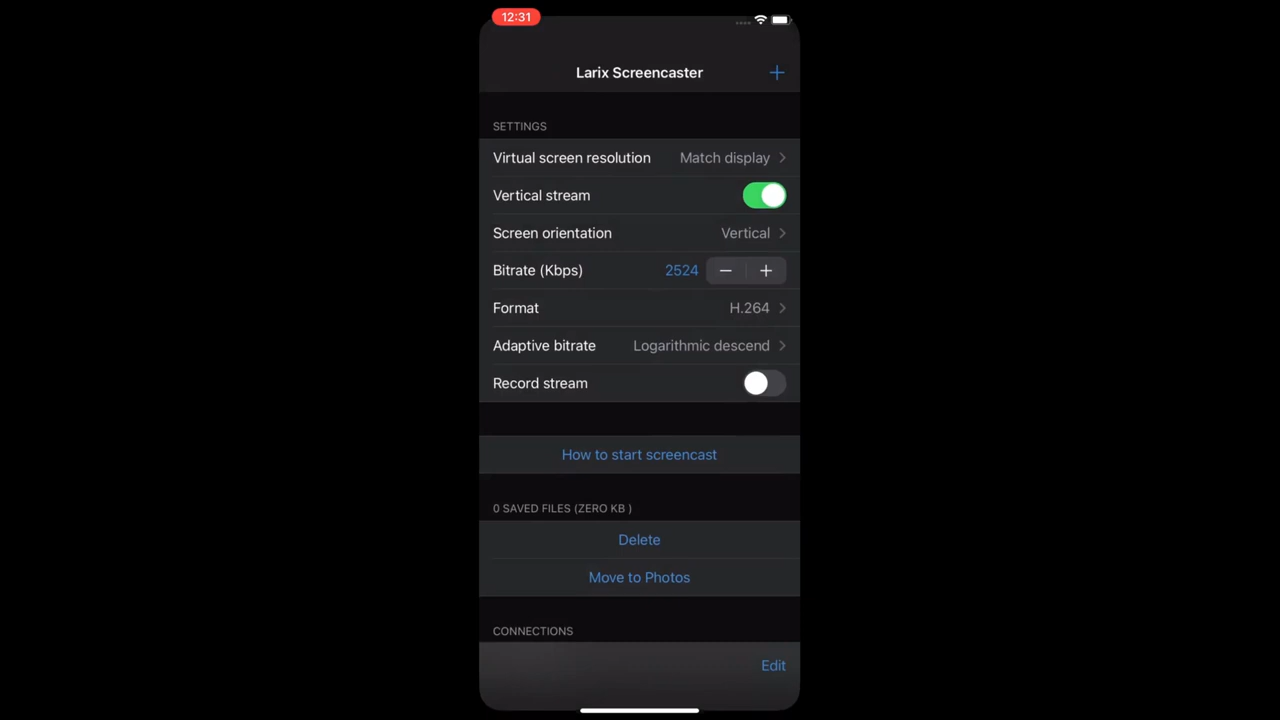 12:31
Larix Screencaster
SETTINGS
Virtual screen resolution Match display
Vertical stream
Screen orientation Vertical
Bitrate (Kbps) 2524 − +
Format H.264
Adaptive bitrate Logarithmic descend
Record stream
How to start screencast
0 SAVED FILES (ZERO KB )
Delete
Move to Photos
CONNECTIONS
Edit